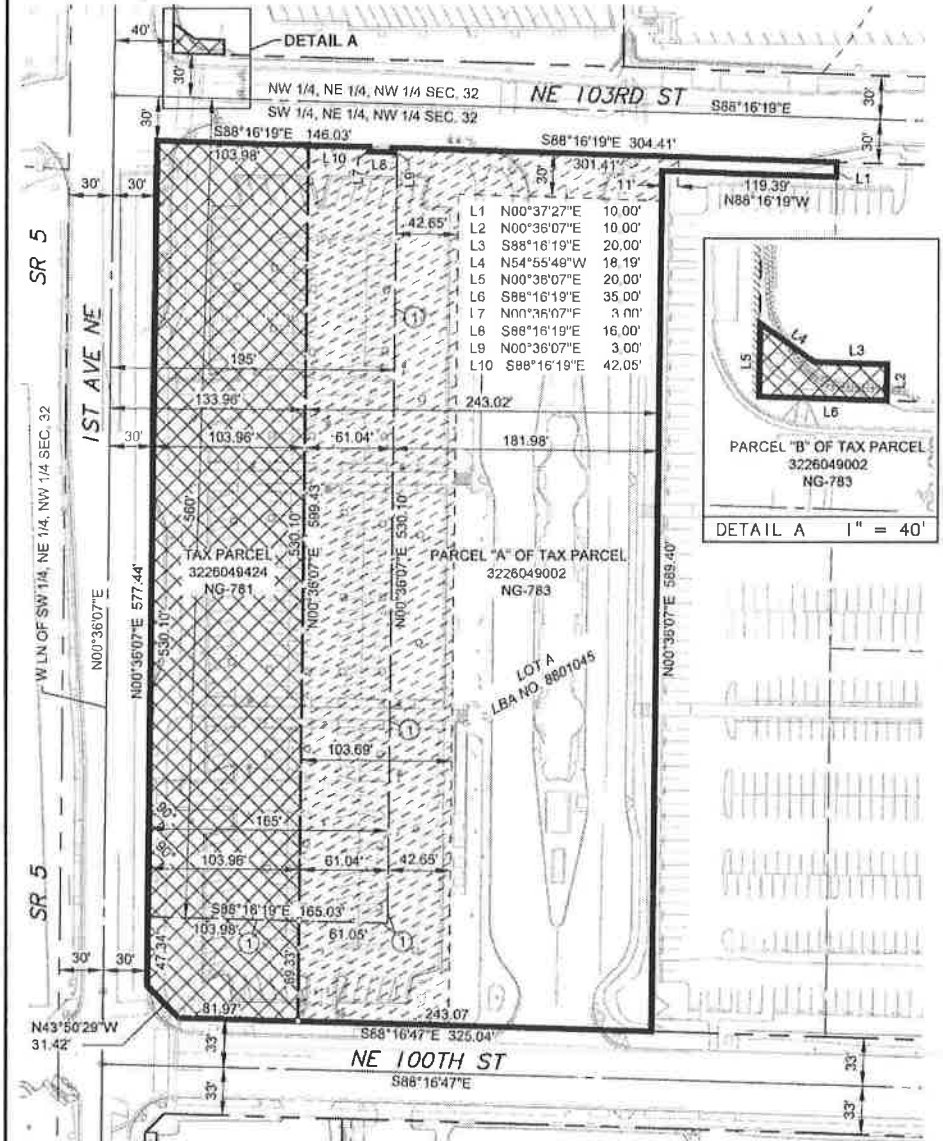 40'
DETAIL A
30'
NW 1/4, NE 1/4, NW 1/4 SEC. 32
NE 103RD ST
S88°16'19"E
30'
SW 1/4, NE 1/4, NW 1/4 SEC. 32
30'
30'
S88°16'19"E 146.03'
S88°16'19"E 304.41'
103.98'
L10
L7
L8
L9
301.41'
30'
11'
L1
119.39'
N88°16'19"W
30'
30'
42.65'
L1 N00°37'27"E 10.00'
L2 N00°36'07"E 10.00'
L3 S88°16'19"E 20.00'
L4 N54°55'49"W 18.19'
L5 N00°36'07"E 20.00'
L6 S88°16'19"E 35.00'
L7 N00°36'07"E 3.00'
L8 S88°16'19"E 16.00'
L9 N00°36'07"E 3.00'
L10 S88°16'19"E 42.05'
SR 5
1ST AVE NE
1
195'
133.96'
243.02'
30'
103.96'
61.04'
181.98'
L4
L3
L5
L2
L6
PARCEL "B" OF TAX PARCEL
3226049002
NG-783
DETAIL A 1" = 40'
W LN OF SW 1/4, NE 1/4, NW 1/4 SEC. 32
N00°36'07"E
N00°36'07"E 577.44'
530.10'
560'
TAX PARCEL
3226049424
NG-781
530.10'
N00°36'07"E 599.43'
N00°36'07"E 530.10'
PARCEL "A" OF TAX PARCEL
3226049002
NG-783
N00°36'07"E 589.40'
LOT A
LBA NO. 8801045
1
103.69'
90°
165'
90°
103.96'
61.04'
42.65'
SR 5
S88°16'19"E 165.03'
103.98'
1
61.05'
1
47.34'
69.33'
30'
30'
81.97'
243.07
N43°50'29"W
31.42'
S88°16'47"E 325.04'
33'
NE 100TH ST
33'
S88°16'47"E
33'
33'